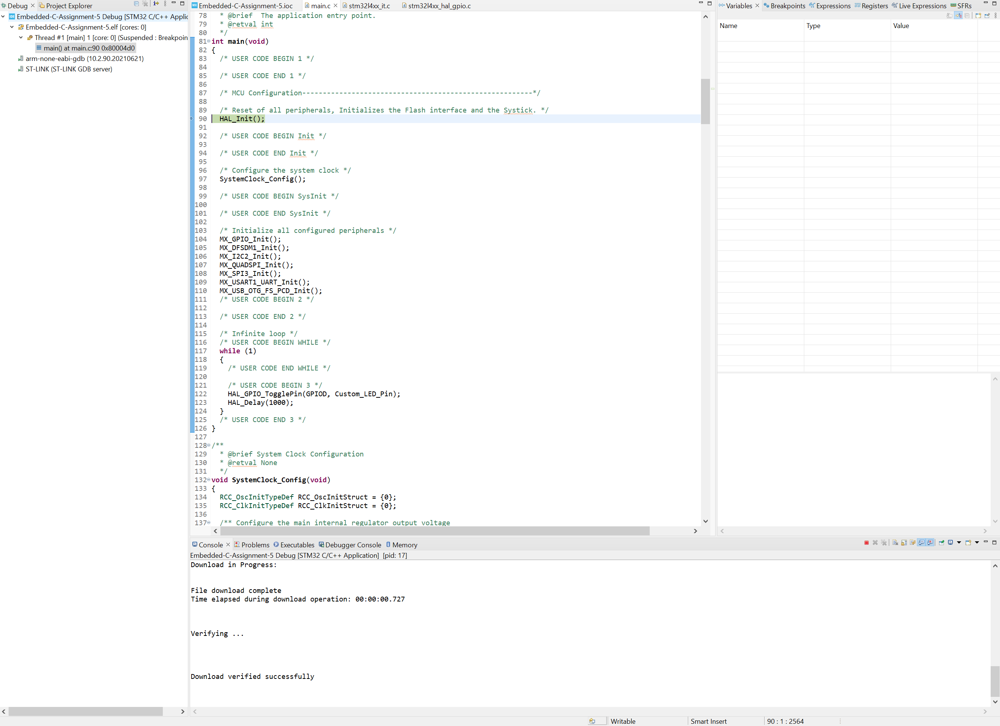 Debug
Project Explorer
Embedded-C-Assignment-5 Debug [STM32 C/C++ Applic
Embedded-C-Assignment-5.elf [cores: 0]
Thread #1 [main] 1 [core: 0] (Suspended : Breakpoin
main() at main.c:90 0x80004d0
arm-none-eabi-gdb (10.2.90.20210621)
ST-LINK (ST-LINK GDB server)
Embedded-C-Assignment-5.ioc
main.c
stm32l4xx_it.c
stm32l4xx_hal_gpio.c
78 * @brief  The application entry point.
79 * @retval int
80 */
81 int main(void)
82 {
83 /* USER CODE BEGIN 1 */
84
85 /* USER CODE END 1 */
86
87 /* MCU Configuration--------------------------------------------------------*/
88
89 /* Reset of all peripherals, Initializes the Flash interface and the Systick. */
90 HAL_Init();
91
92 /* USER CODE BEGIN Init */
93
94 /* USER CODE END Init */
95
96 /* Configure the system clock */
97 SystemClock_Config();
98
99 /* USER CODE BEGIN SysInit */
100
101 /* USER CODE END SysInit */
102
103 /* Initialize all configured peripherals */
104 MX_GPIO_Init();
105 MX_DFSDM1_Init();
106 MX_I2C2_Init();
107 MX_QUADSPI_Init();
108 MX_SPI3_Init();
109 MX_USART1_UART_Init();
110 MX_USB_OTG_FS_PCD_Init();
111 /* USER CODE BEGIN 2 */
112
113 /* USER CODE END 2 */
114
115 /* Infinite loop */
116 /* USER CODE BEGIN WHILE */
117 while (1)
118 {
119 /* USER CODE END WHILE */
120
121 /* USER CODE BEGIN 3 */
122 HAL_GPIO_TogglePin(GPIOD, Custom_LED_Pin);
123 HAL_Delay(1000);
124 }
125 /* USER CODE END 3 */
126 }
127
128 /**
129 * @brief System Clock Configuration
130 * @retval None
131 */
132 void SystemClock_Config(void)
133 {
134 RCC_OscInitTypeDef RCC_OscInitStruct = {0};
135 RCC_ClkInitTypeDef RCC_ClkInitStruct = {0};
136
137 /** Configure the main internal regulator output voltage
Variables
Breakpoints
Expressions
Registers
Live Expressions
SFRs
Name Type Value
Console
Problems
Executables
Debugger Console
Memory
Embedded-C-Assignment-5 Debug [STM32 C/C++ Application]  [pid: 17]
Download in Progress:
File download complete
Time elapsed during download operation: 00:00:00.727
Verifying ...
Download verified successfully
Writable
Smart Insert
90 : 1 : 2564